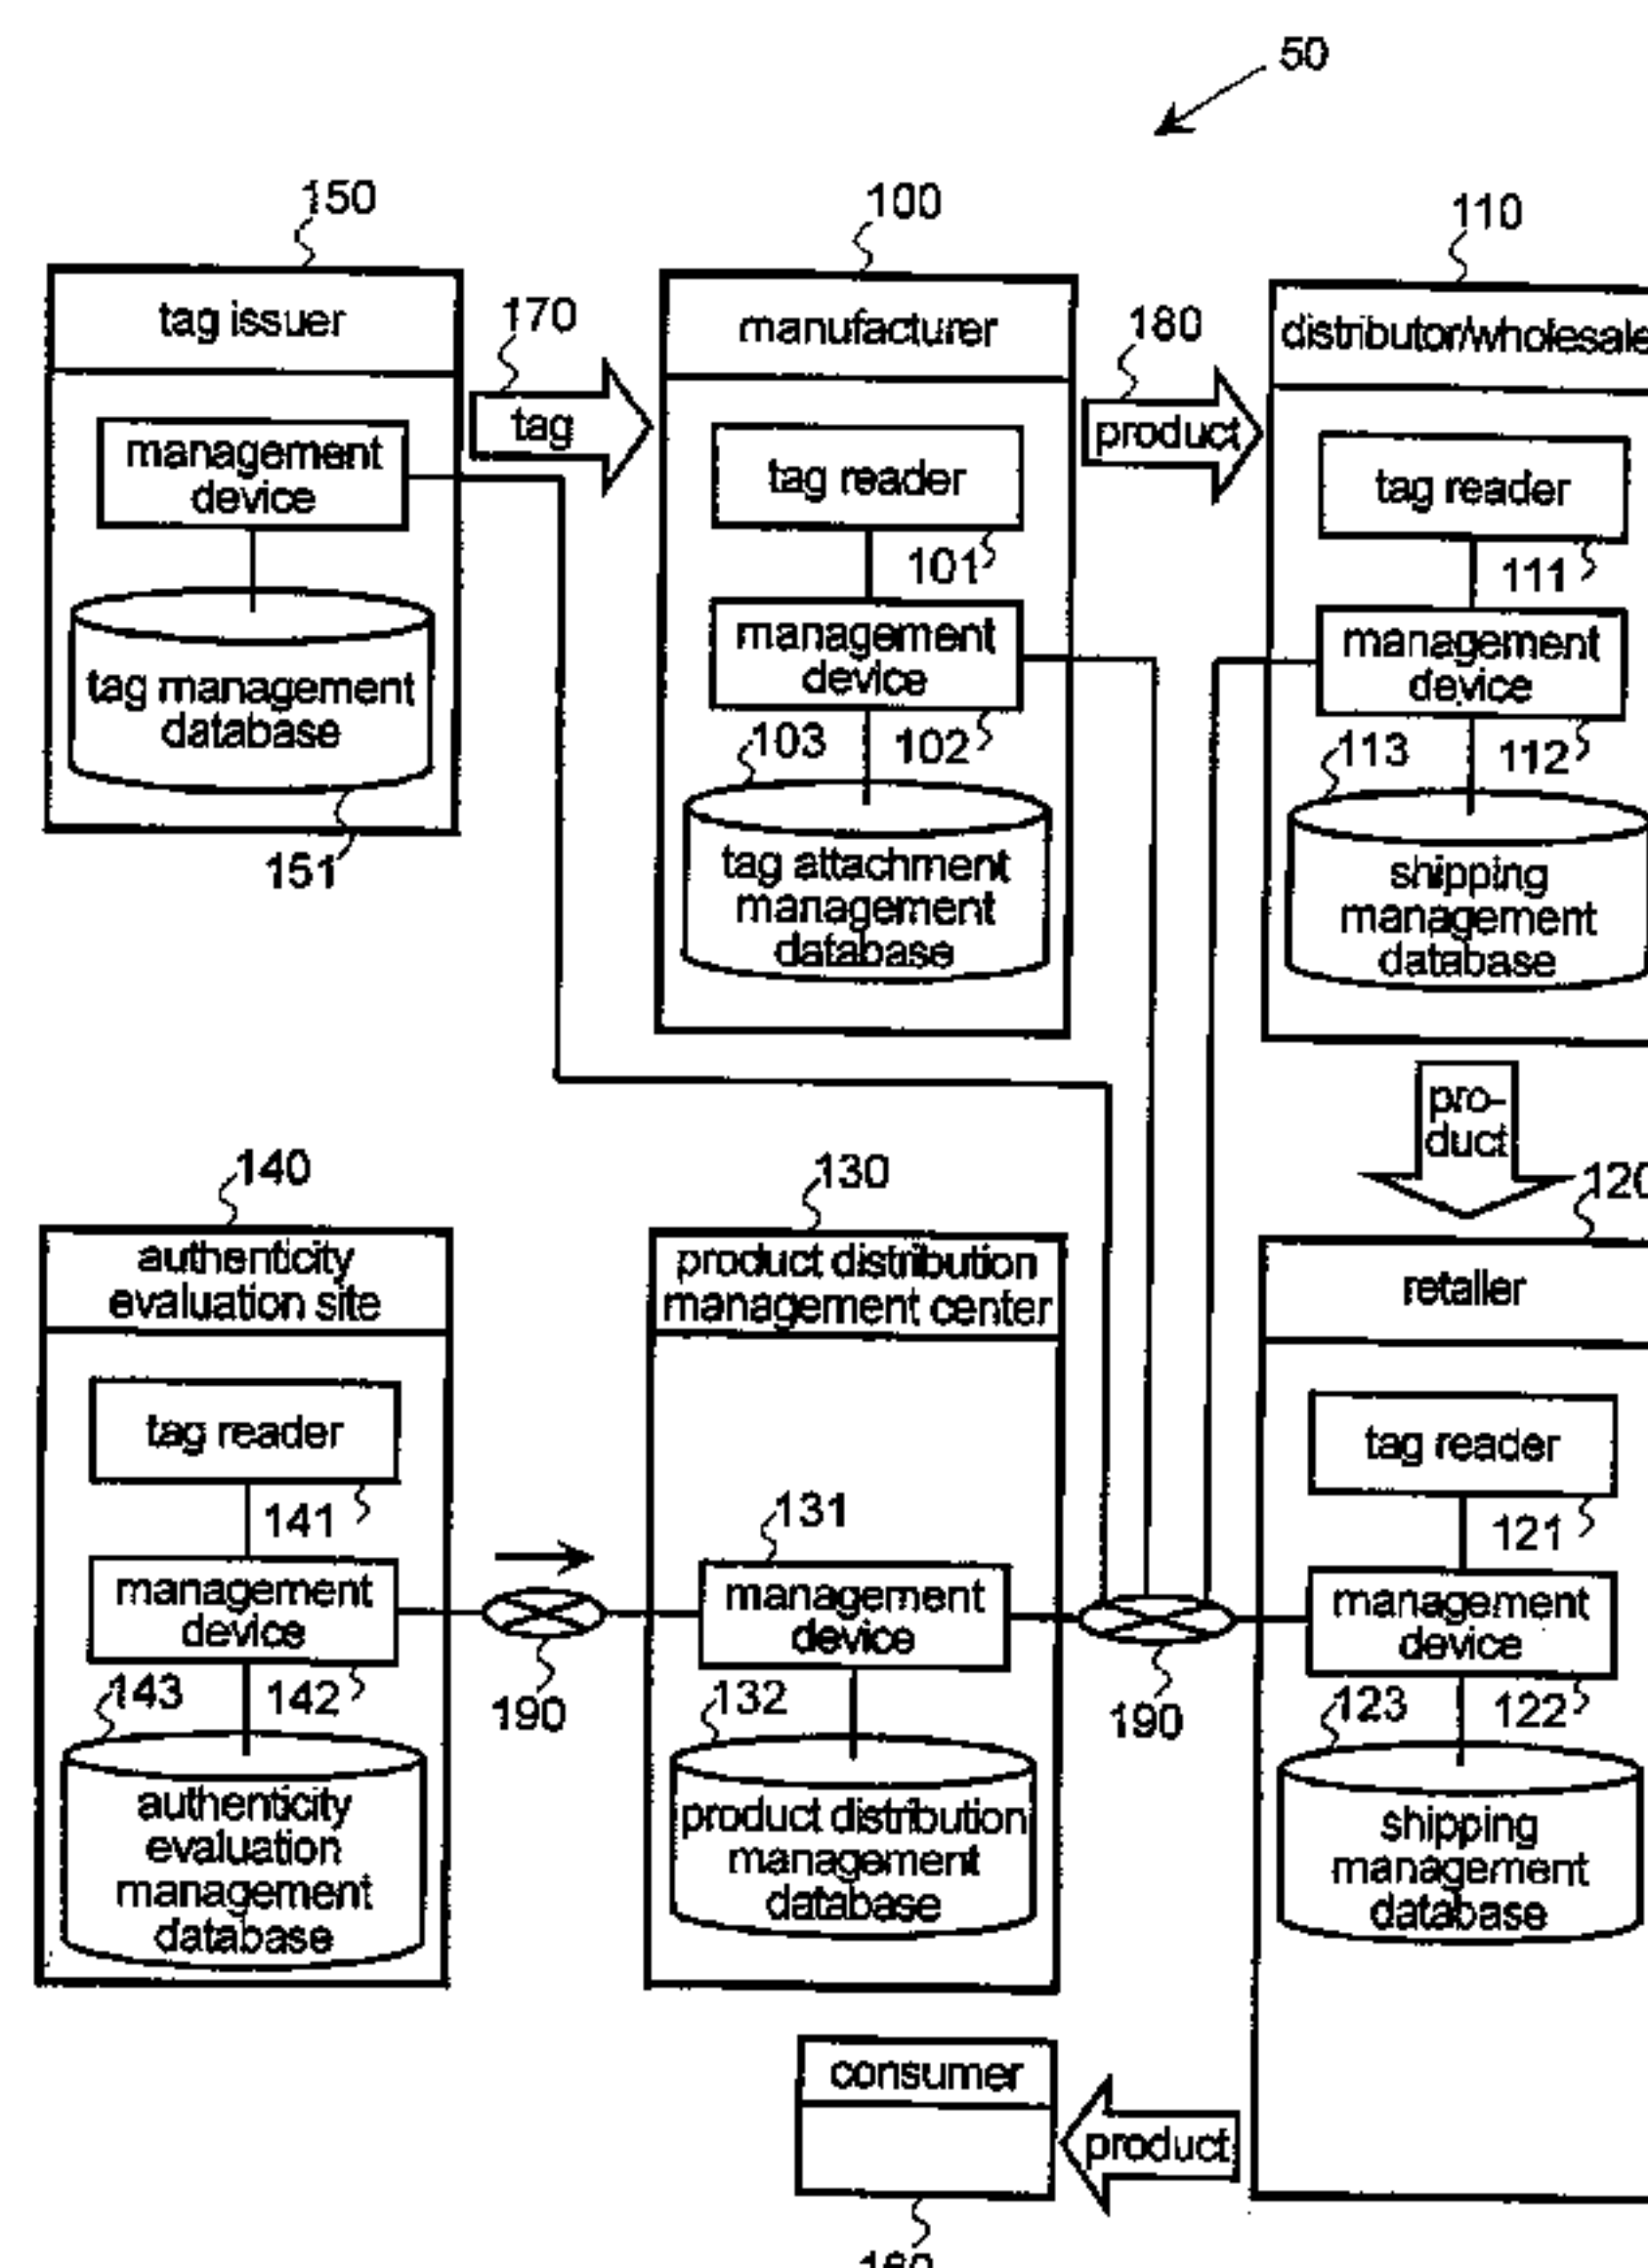 50
150
100
110
tag issuer
170
manufacturer
180
distributor/wholesale
tag
product
management
device
tag reader
tag reader
101
111
management
device
management
device
tag management
database
103
102
113
112
151
tag attachment
management
database
shipping
management
database
pro-
duct
140
130
120
authenticity
evaluation site
product distribution
management center
retailer
tag reader
tag reader
141
131
121
management
device
management
device
management
device
143
142
190
132
190
123
122
authenticity
evaluation
management
database
product distribution
management
database
shipping
management
database
consumer
product